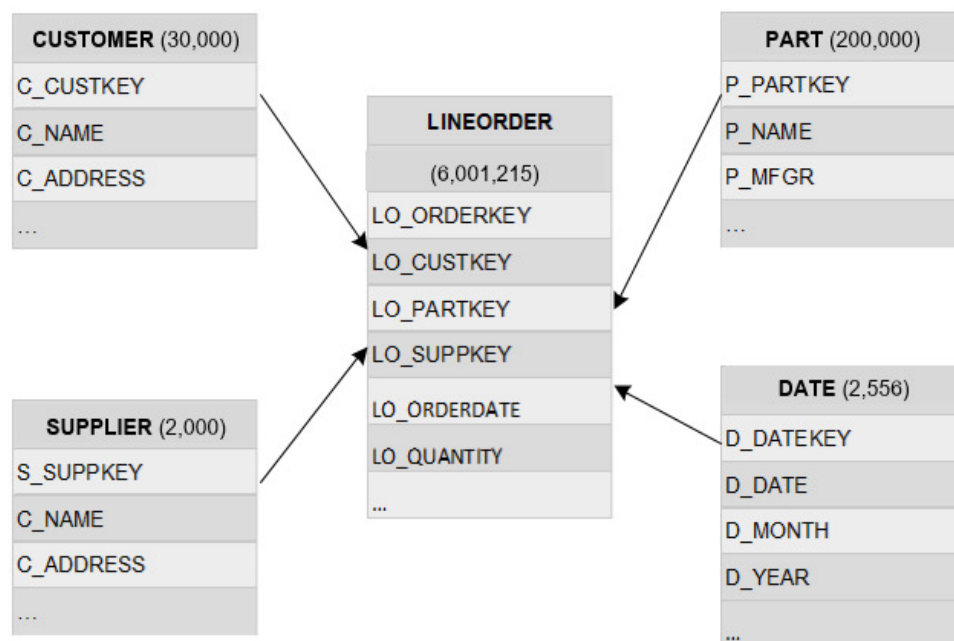 CUSTOMER (30,000)
C_CUSTKEY
C_NAME
C_ADDRESS
...
SUPPLIER (2,000)
S_SUPPKEY
C_NAME
C_ADDRESS
...
LINEORDER
(6,001,215)
LO_ORDERKEY
LO_CUSTKEY
LO_PARTKEY
LO_SUPPKEY
LO_ORDERDATE
LO_QUANTITY
...
PART (200,000)
P_PARTKEY
P_NAME
P_MFGR
...
DATE (2,556)
D_DATEKEY
D_DATE
D_MONTH
D_YEAR
...